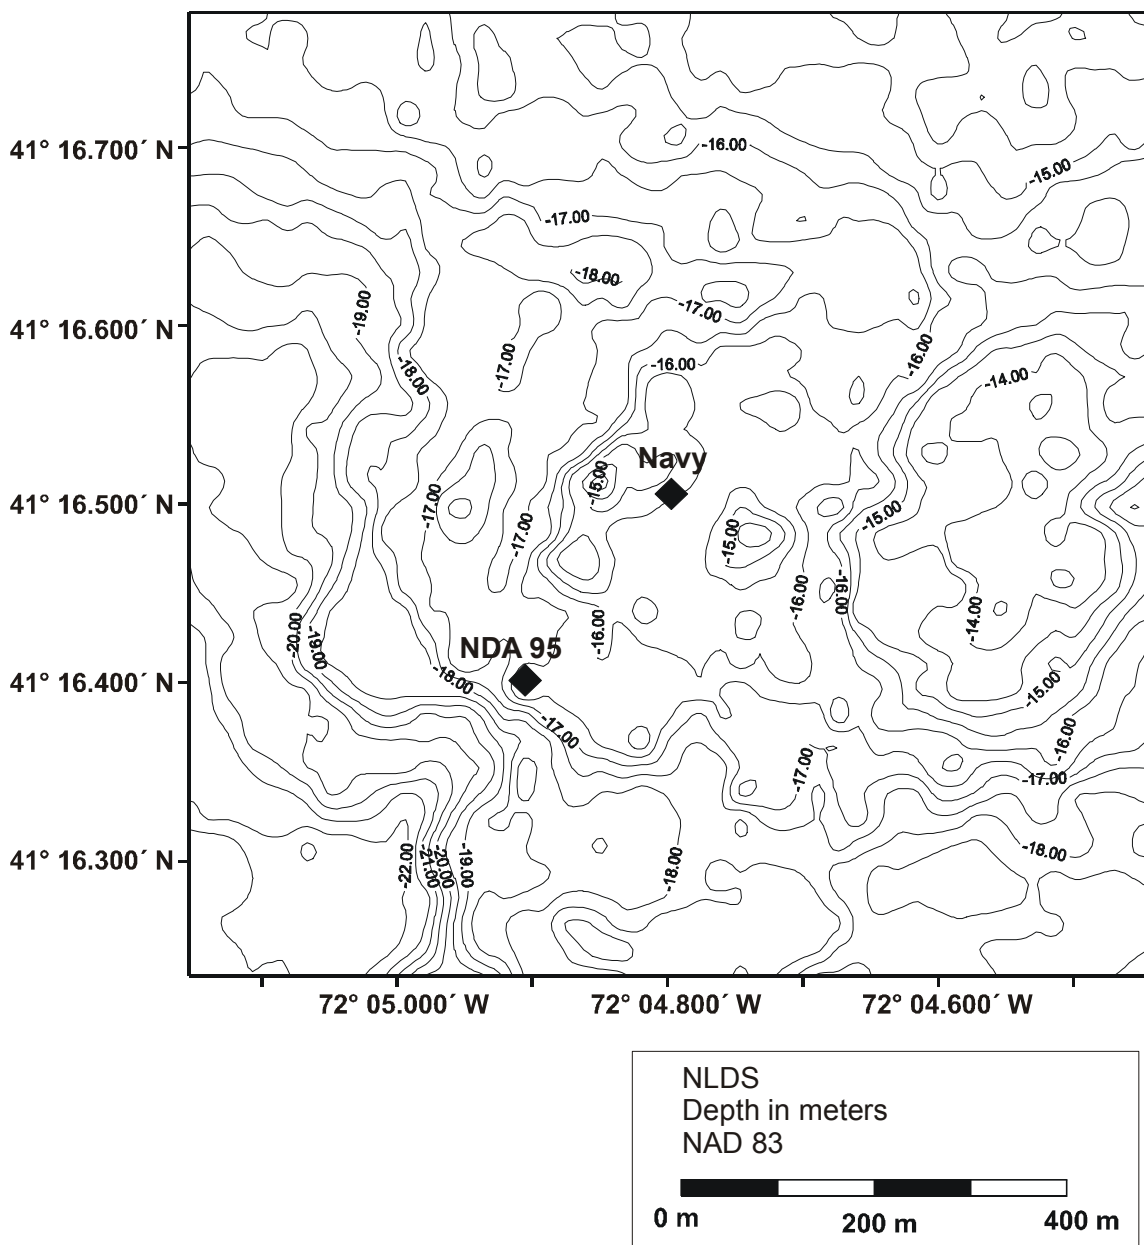 41° 16.700´ N
-16.00
-15.00
-17.00
-18.00
-19.00
-17.00
41° 16.600´ N
-16.00
-17.00
-16.00
-18.00
-14.00
Navy
-15.00
41° 16.500´ N
-17.00
-15.00
-17.00
-15.00
-16.00
-16.00
-14.00
-20.00
-19.00
-16.00
NDA 95
41° 16.400´ N
-18.00
-15.00
-17.00
-16.00
-17.00
-17.00
41° 16.300´ N
-22.00
-21.00
-20.00
-19.00
-18.00
-18.00
72° 05.000´ W
72° 04.800´ W
72° 04.600´ W
NLDS
Depth in meters
NAD 83
0 m
200 m
400 m